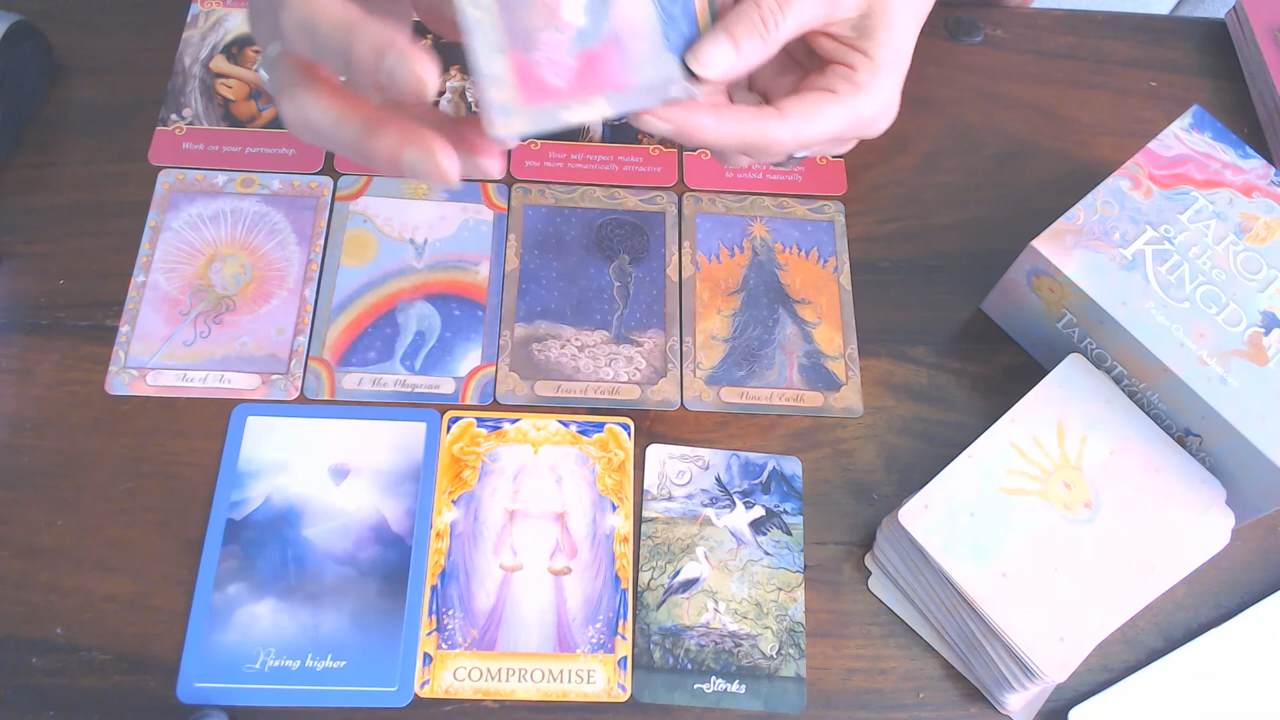 Work on your partnership.
Your self-respect makes
you more romantically attractive
this situation
to unfold naturally
Ace of Air
I The Magician
Four of Earth
Nine of Earth
Rising higher
COMPROMISE
Storks
TAROT
of the
KINGDO
TAROT
of the
KINGDOMS